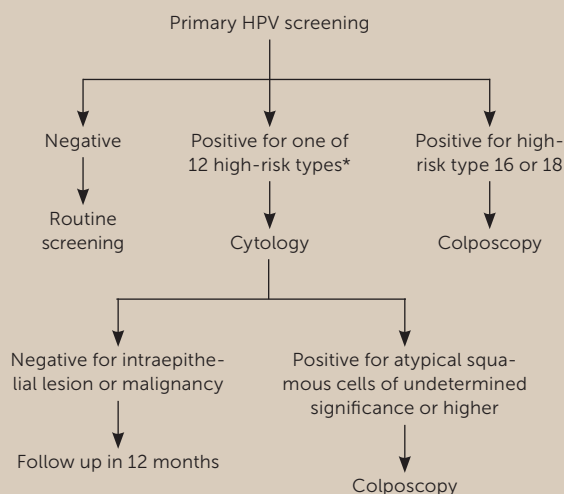 Primary HPV screening
Negative
Positive for one of
12 high-risk types*
Positive for high-
risk type 16 or 18
Routine
screening
Cytology
Colposcopy
Negative for intraepithe-
lial lesion or malignancy
Positive for atypical squa-
mous cells of undetermined
significance or higher
Follow up in 12 months
Colposcopy